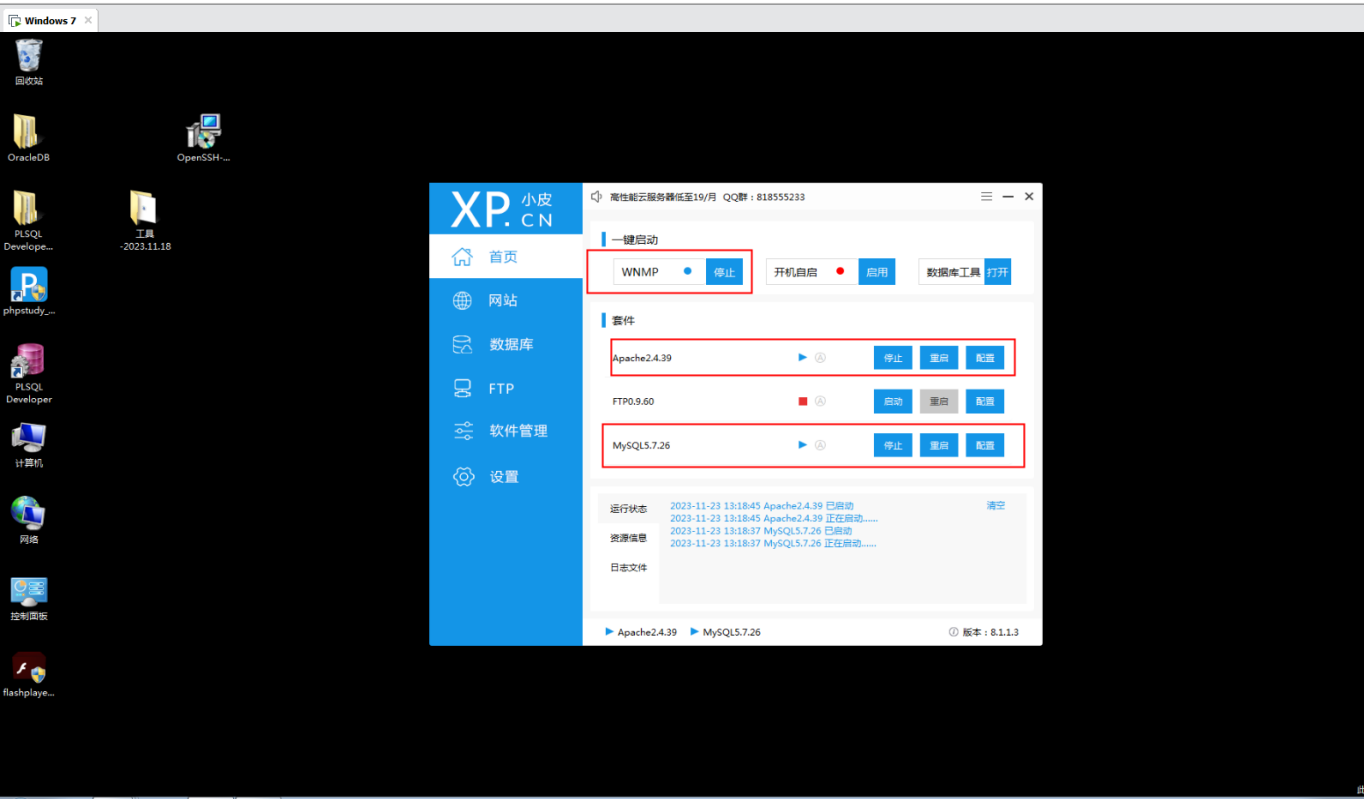 Windows 7
回收站
OracleDB
OpenSSH-...
PLSQL
Develope...
工具
-2023.11.18
phpstudy_...
PLSQL
Developer
计算机
网络
控制面板
flashplaye...
XP.CN 小皮
高性能云服务器低至19/月 QQ群：818555233
首页
网站
数据库
FTP
软件管理
设置
一键启动
WNMP 停止 开机自启 启用 数据库工具 打开
套件
Apache2.4.39 停止 重启 配置
FTP0.9.60 启动 重启 配置
MySQL5.7.26 停止 重启 配置
运行状态
资源信息
日志文件
2023-11-23 13:18:45 Apache2.4.39 已启动
2023-11-23 13:18:45 Apache2.4.39 正在启动......
2023-11-23 13:18:37 MySQL5.7.26 已启动
2023-11-23 13:18:37 MySQL5.7.26 正在启动......
清空
Apache2.4.39 MySQL5.7.26 版本：8.1.1.3